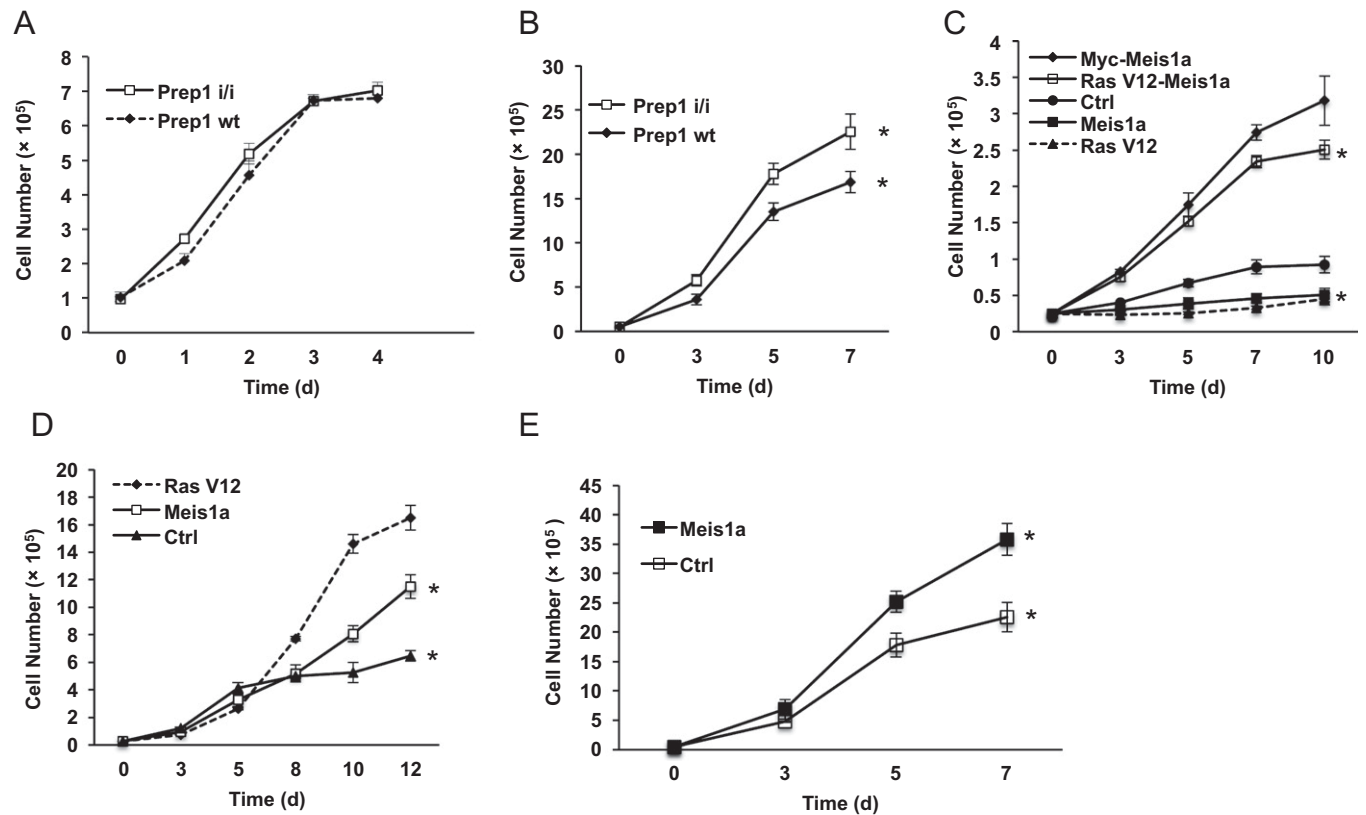 A
Cell Number (× 10⁵)
8
7
6
5
4
3
2
1
0
Prep1 i/i
Prep1 wt
0 1 2 3 4
Time (d)
B
Cell Number (× 10⁵)
30
25
20
15
10
5
0
Prep1 i/i
Prep1 wt
*
*
0 3 5 7
Time (d)
C
Cell Number (× 10⁵)
4
3.5
3
2.5
2
1.5
1
0.5
0
Myc-Meis1a
Ras V12-Meis1a
Ctrl
Meis1a
Ras V12
*
*
0 3 5 7 10
Time (d)
D
Cell Number (× 10⁵)
20
18
16
14
12
10
8
6
4
2
0
Ras V12
Meis1a
Ctrl
*
*
0 3 5 8 10 12
Time (d)
E
Cell Number (× 10⁵)
45
40
35
30
25
20
15
10
5
0
Meis1a
Ctrl
*
*
0 3 5 7
Time (d)